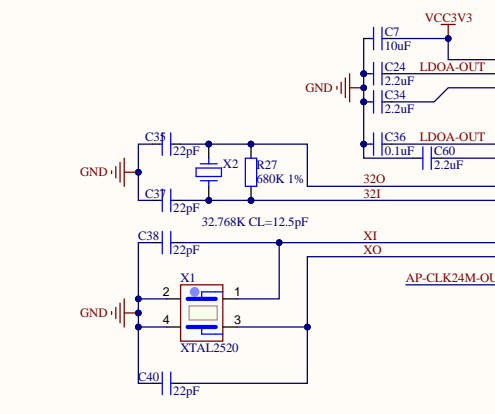 VCC3V3
C7
10uF
C24
LDOA-OUT
2.2uF
GND
C34
2.2uF
C36
LDOA-OUT
0.1uF
C60
2.2uF
C35
22pF
X2
R27
680K 1%
GND
32O
32I
C37
22pF
32.768K CL=12.5pF
C38
22pF
XI
XO
AP-CLK24M-OU
X1
2
1
GND
4
3
XTAL2520
C40
22pF